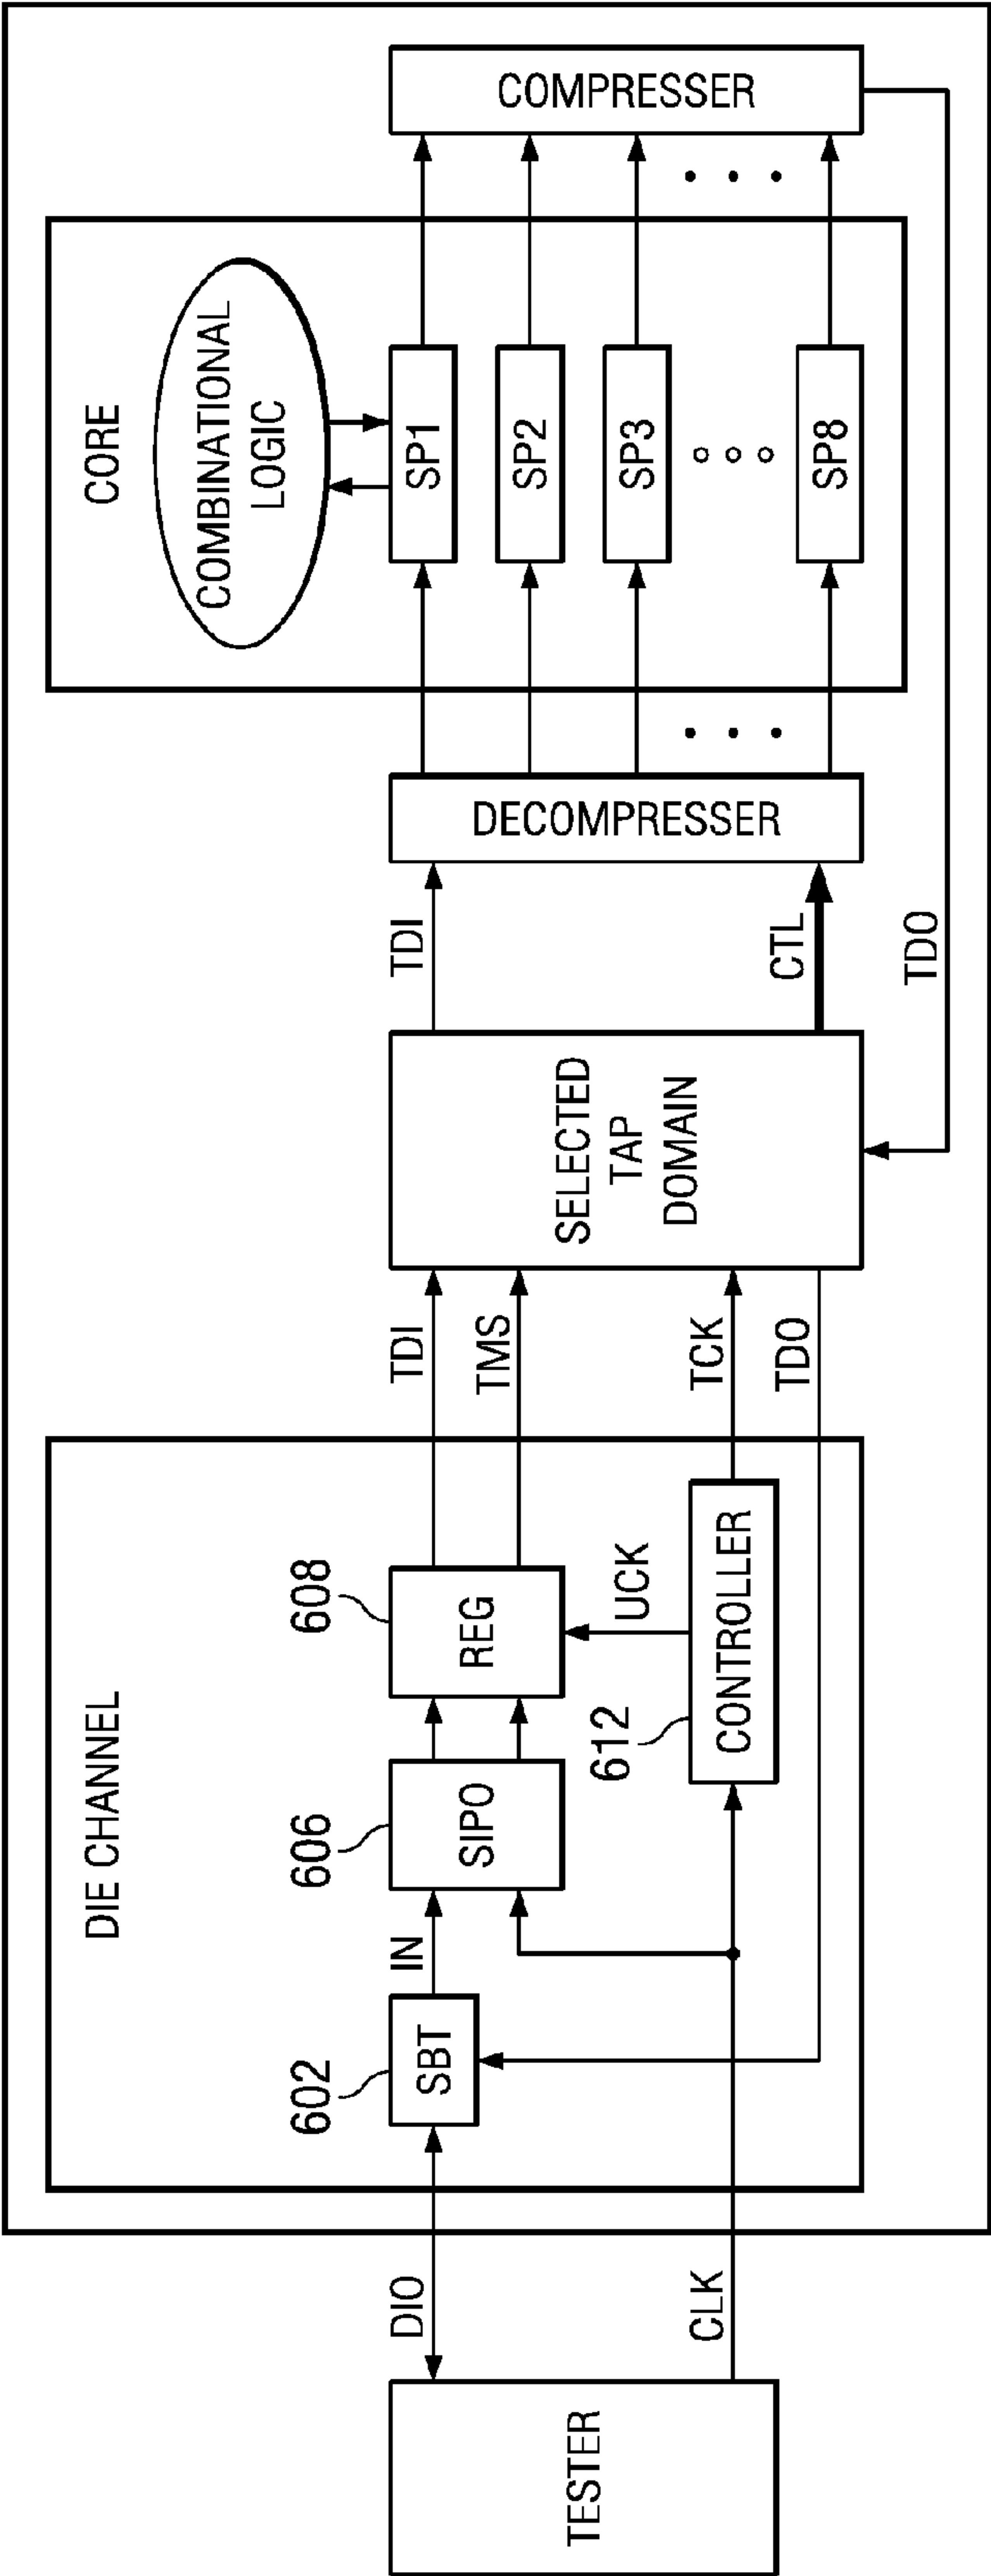 TESTER
DIO
CLK
DIE CHANNEL
602
SBT
IN
606
SIPO
608
REG
612
CONTROLLER
UCK
TDI
TMS
TCK
TDO
SELECTED
TAP
DOMAIN
TDI
CTL
TDO
DECOMPRESSER
CORE
COMBINATIONAL
LOGIC
SP1
SP2
SP3
SP8
COMPRESSER